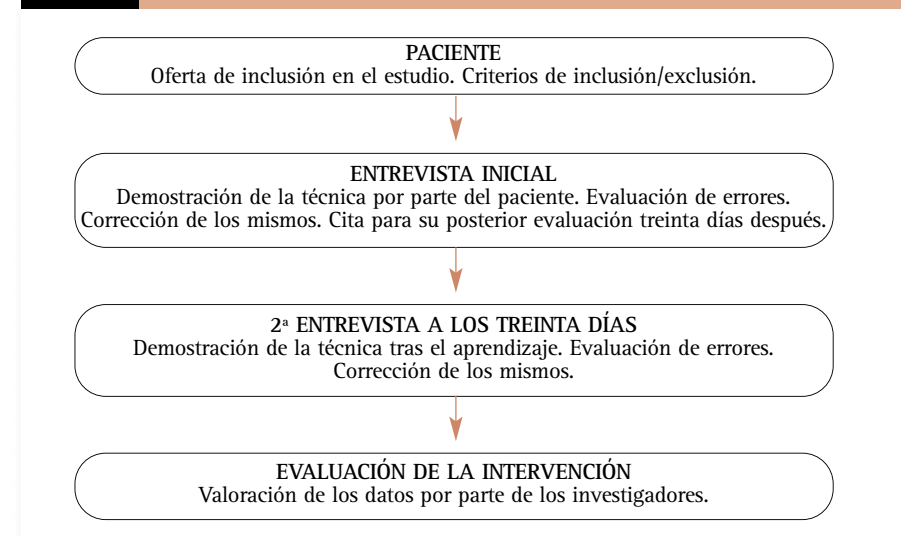 PACIENTE
Oferta de inclusión en el estudio. Criterios de inclusión/exclusión.
ENTREVISTA INICIAL
Demostración de la técnica por parte del paciente. Evaluación de errores.
Corrección de los mismos. Cita para su posterior evaluación treinta días después.
2ª ENTREVISTA A LOS TREINTA DÍAS
Demostración de la técnica tras el aprendizaje. Evaluación de errores.
Corrección de los mismos.
EVALUACIÓN DE LA INTERVENCIÓN
Valoración de los datos por parte de los investigadores.